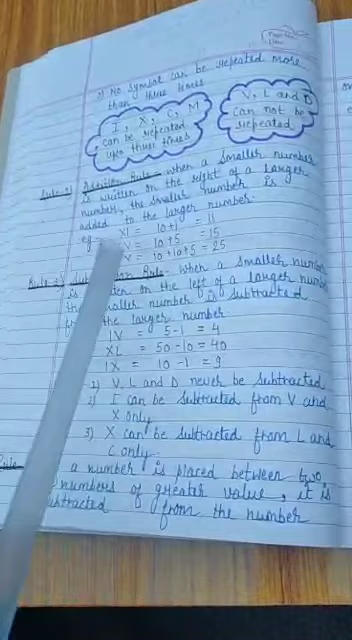 2) No symbol can be repeated more
than three times
I, X, C, M
can be repeated
upto three times
V, L and D
can not be
repeated
Rule-1) Addition Rule - when a smaller number
is written on the right of a larger
number, the smaller number is
added to the larger number.
eg- XI = 10+1 = 11
V = 10+5 = 15
V = 10+10+5 = 25
Rule-2) Sub on Rule - when a smaller number
is ten on the left of a larger number
the smaller number is subtracted
the larger number
IV = 5-1 = 4
XL = 50-10 = 40
IX = 10-1 = 9
1) V, L and D never be subtracted
2) I can be subtracted from V and
X only.
3) X can be subtracted from L and
C only.
Rule a number is placed between two
numbers of greater value, it is
subtracted from the number